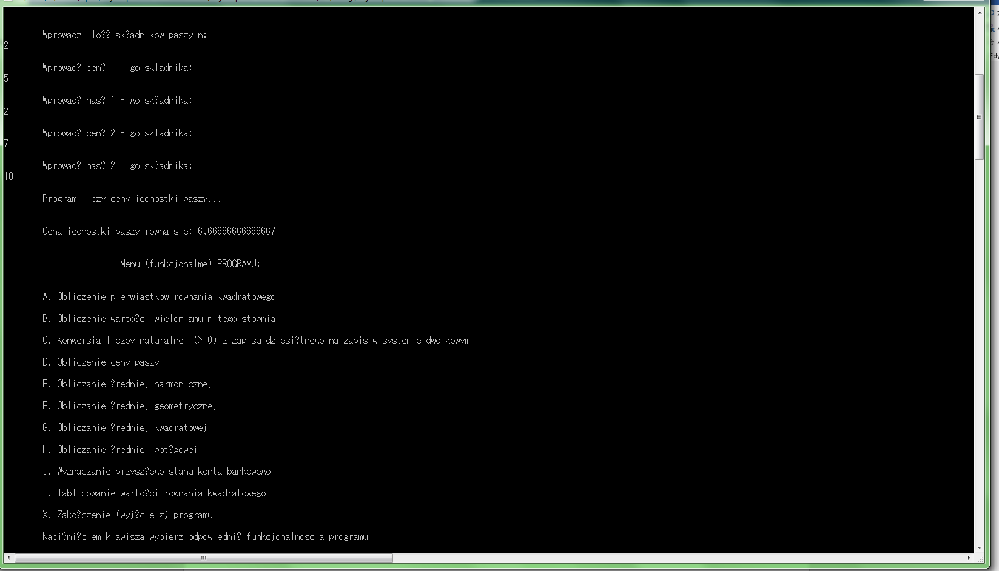 Wprowadz ilo?? sk?adnikow paszy n:
2
Wprowad? cen? 1 - go skladnika:
5
Wprowad? mas? 1 - go sk?adnika:
2
Wprowad? cen? 2 - go skladnika:
7
Wprowad? mas? 2 - go sk?adnika:
10
Program liczy ceny jednostki paszy...
Cena jednostki paszy rowna sie: 6,66666666666667
Menu (funkcjonalme) PROGRAMU:
A. Obliczenie pierwiastkow rownania kwadratowego
B. Obliczenie warto?ci wielomianu n-tego stopnia
C. Konwersja liczby naturalnej (> 0) z zapisu dziesi?tnego na zapis w systemie dwojkowym
D. Obliczenie ceny paszy
E. Obliczanie ?redniej harmonicznej
F. Obliczanie ?redniej geometrycznej
G. Obliczanie ?redniej kwadratowej
H. Obliczanie ?redniej pot?gowej
I. Wyznaczanie przysz?ego stanu konta bankowego
T. Tablicowanie warto?ci rownania kwadratowego
X. Zako?czenie (wyj?cie z) programu
Naci?ni?ciem klawisza wybierz odpowiedni? funkcjonalnoscia programu